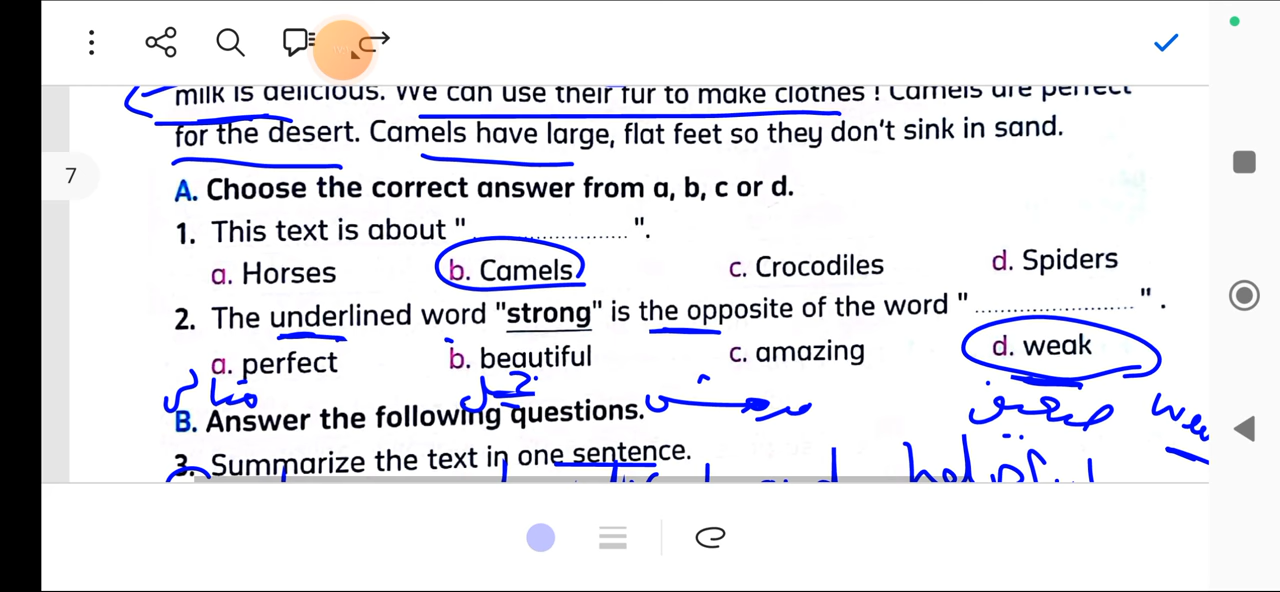 milk is delicious. We can use their fur to make clothes ! Camels are perfect
for the desert. Camels have large, flat feet so they don't sink in sand.
7
A. Choose the correct answer from a, b, c or d.
1. This text is about " .................... ".
a. Horses b. Camels c. Crocodiles d. Spiders
2. The underlined word "strong" is the opposite of the word " .................... " .
a. perfect b. beautiful c. amazing d. weak
مثالى جميل مدهش ضعيف
B. Answer the following questions.
3. Summarize the text in one sentence.
and helpful